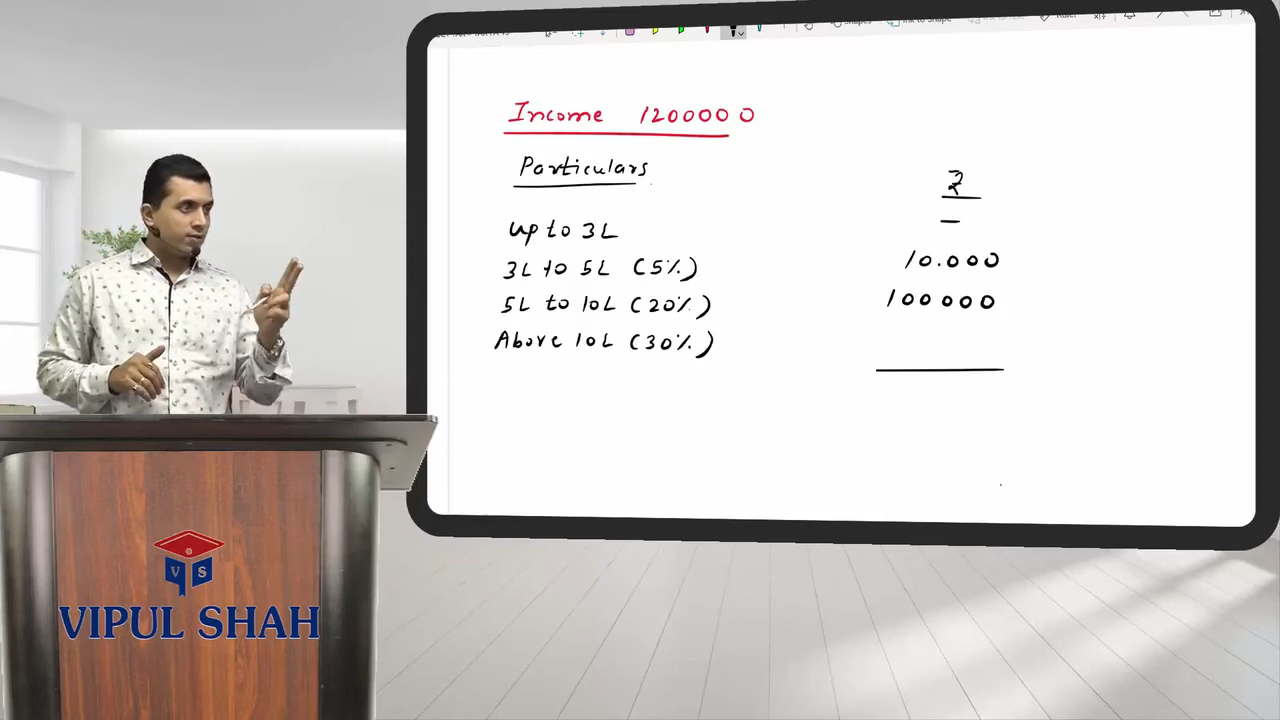 Income 1200000
Particulars ₹
Up to 3L —
3L to 5L (5%) 10.000
5L to 10L (20%) 100000
Above 10L (30%)
V S
VIPUL SHAH